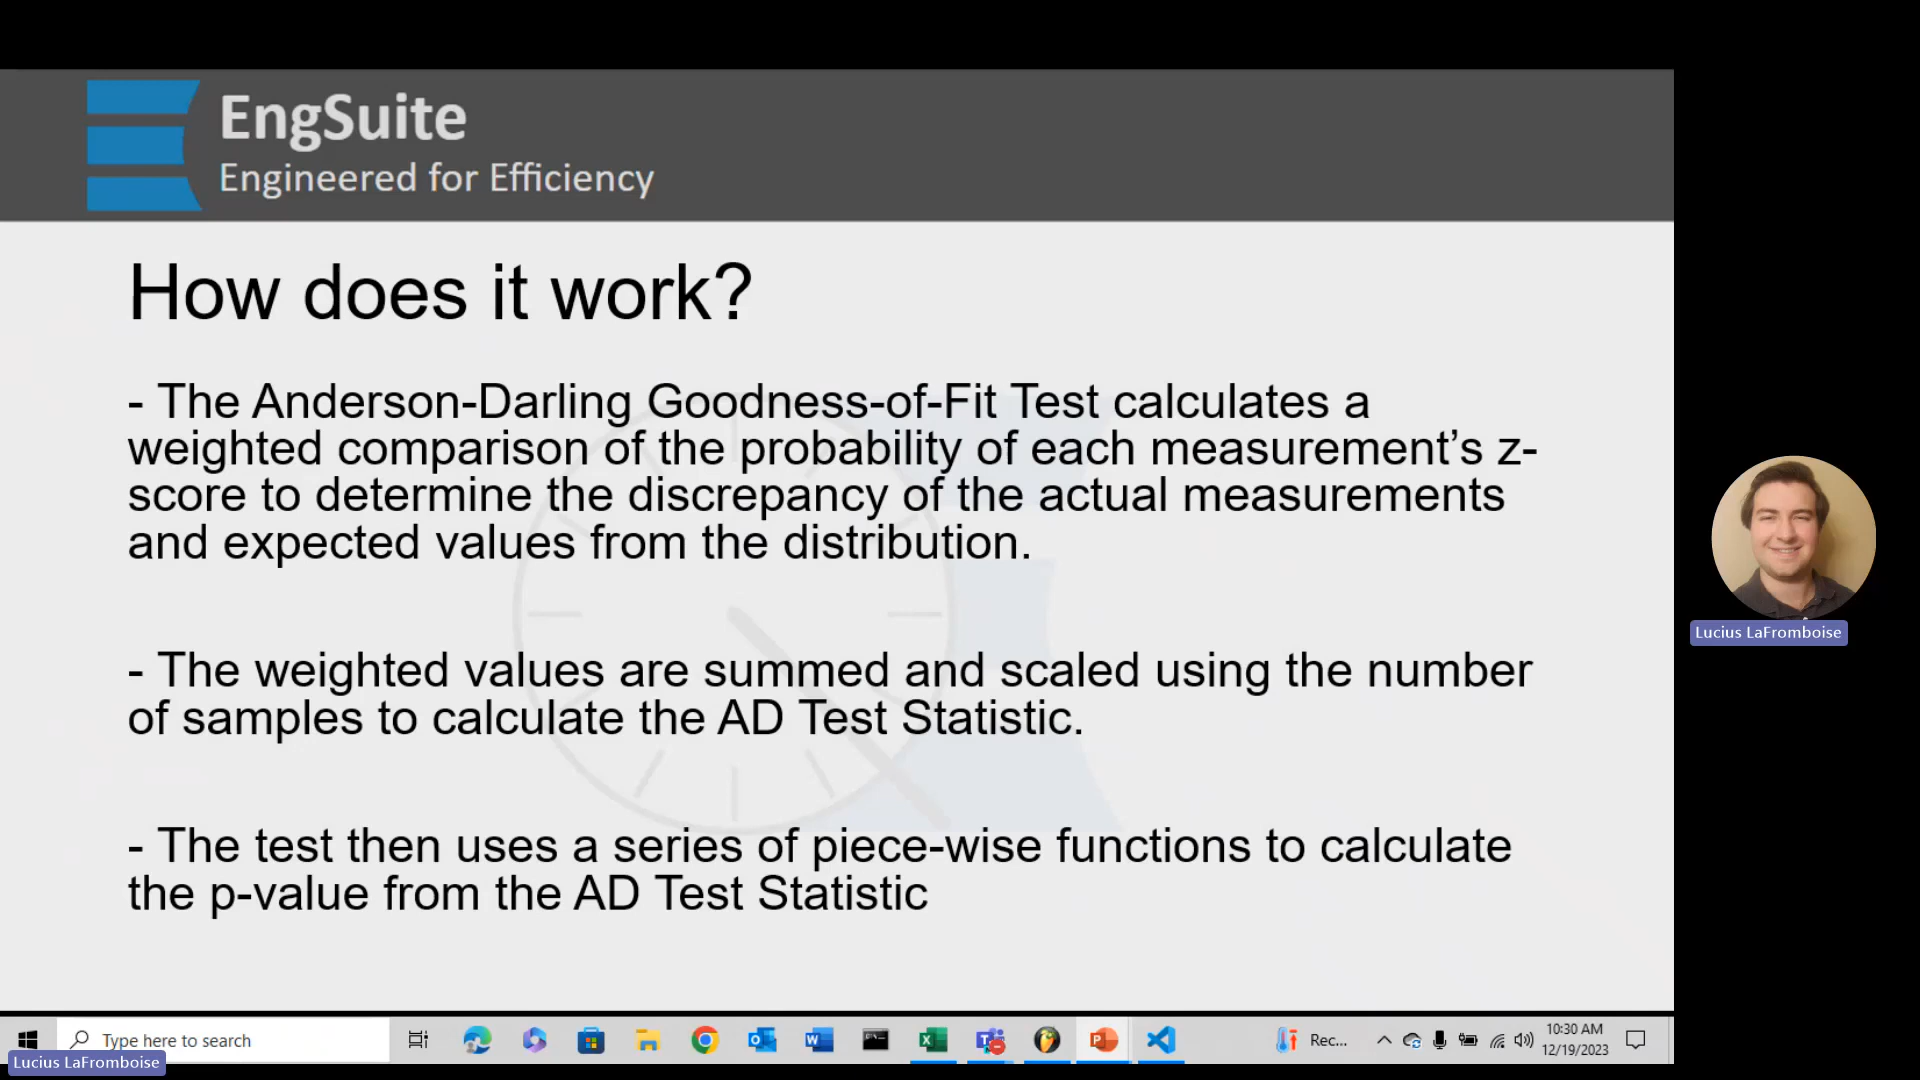 EngSuite
Engineered for Efficiency
How does it work?
- The Anderson-Darling Goodness-of-Fit Test calculates a
weighted comparison of the probability of each measurement’s z-
score to determine the discrepancy of the actual measurements
and expected values from the distribution.
- The weighted values are summed and scaled using the number
of samples to calculate the AD Test Statistic.
- The test then uses a series of piece-wise functions to calculate
the p-value from the AD Test Statistic
Lucius LaFromboise
Type here to search
Rec...
10:30 AM
12/19/2023
Lucius LaFromboise